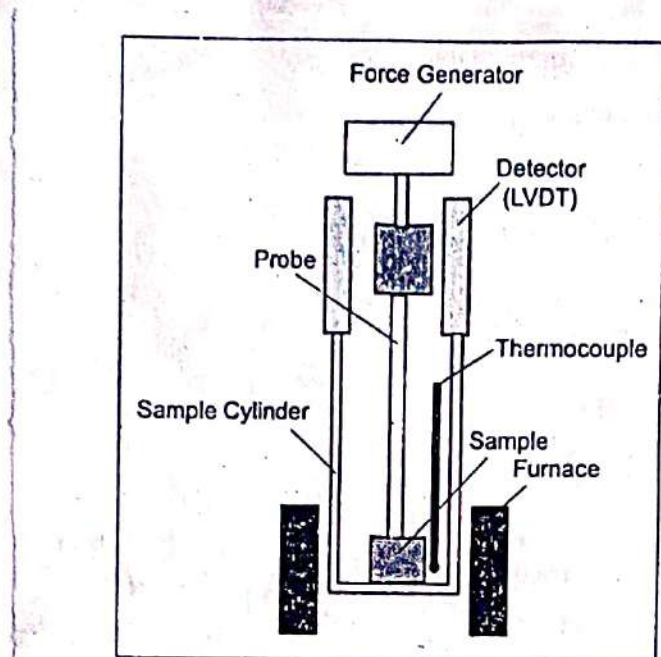 Force Generator
Detector
(LVDT)
Probe
Thermocouple
Sample Cylinder
Sample
Furnace